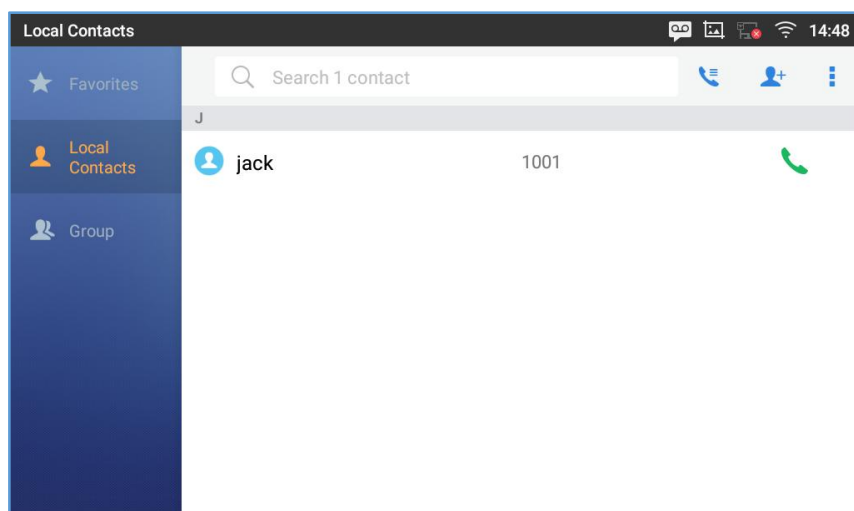 Local Contacts
14:48
Favorites
Search 1 contact
J
Local
Contacts
jack
1001
Group